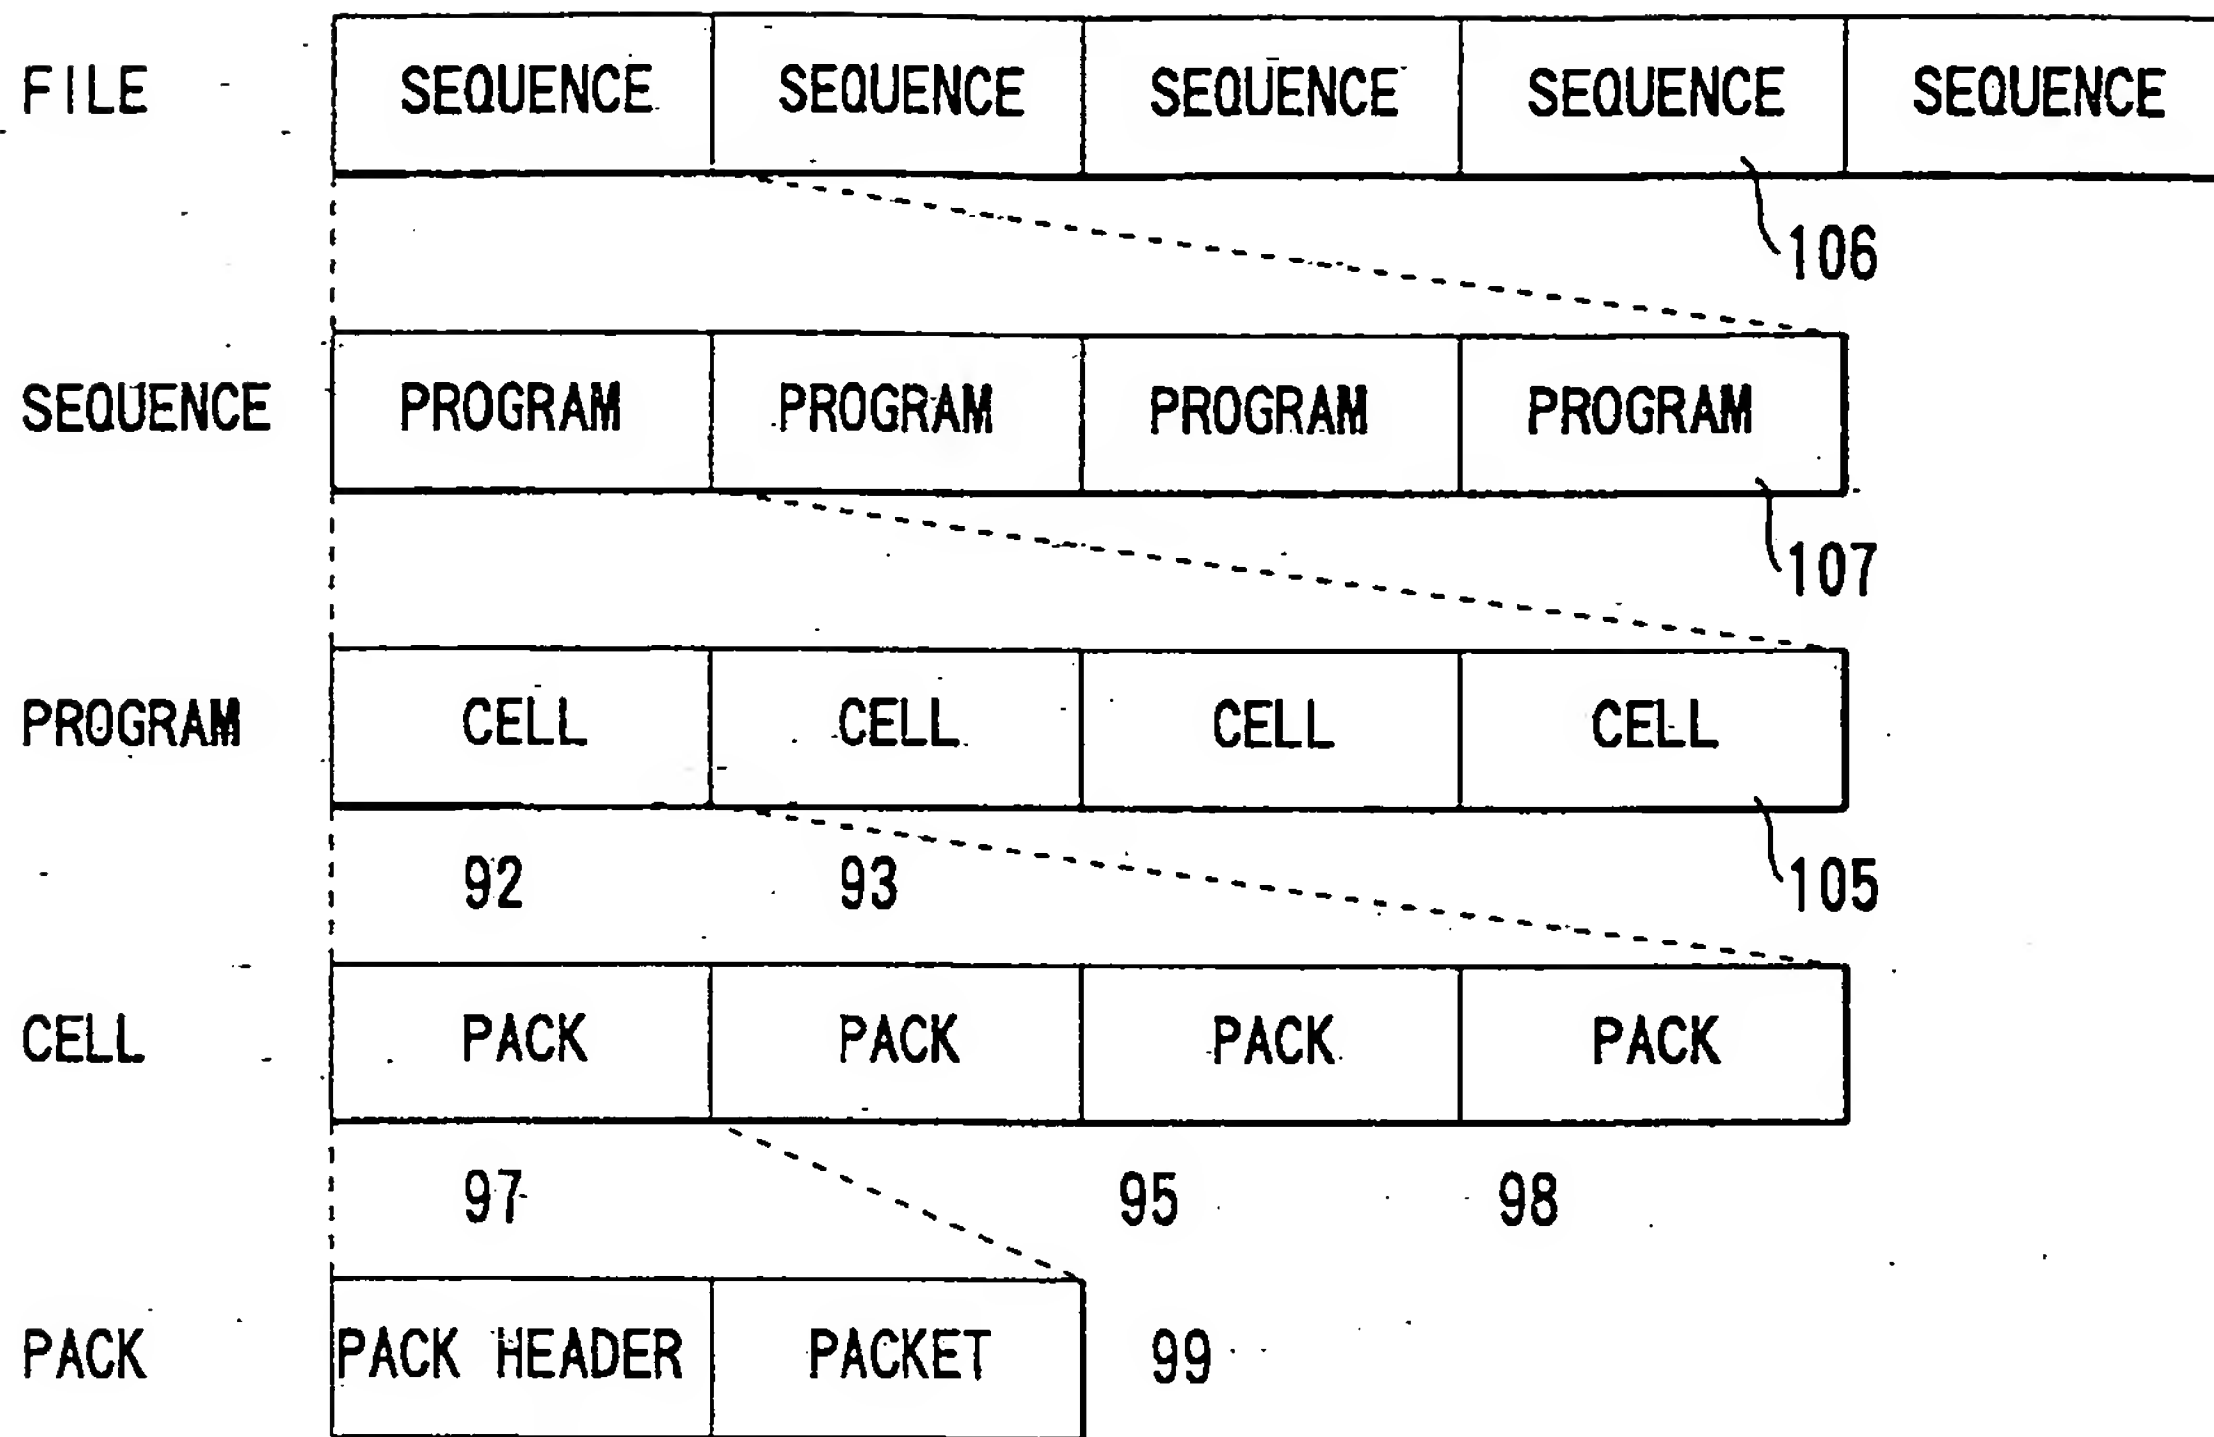 FILE SEQUENCE SEQUENCE SEQUENCE SEQUENCE SEQUENCE
106
SEQUENCE PROGRAM PROGRAM PROGRAM PROGRAM
107
PROGRAM CELL CELL CELL CELL
92 93 105
CELL PACK PACK PACK PACK
97 95 98
PACK PACK HEADER PACKET 99